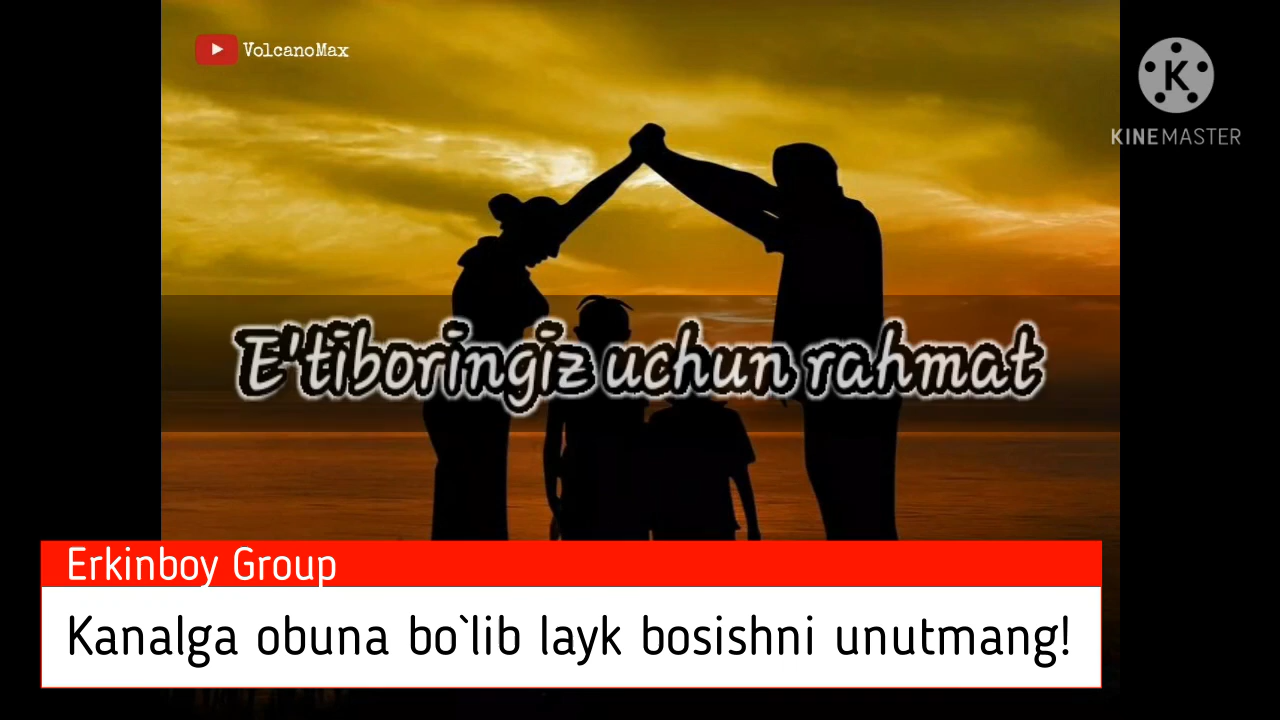 VolcanoMax
K
KINEMASTER
E'tiboringiz uchun rahmat
Erkinboy Group
Kanalga obuna bo`lib layk bosishni unutmang!